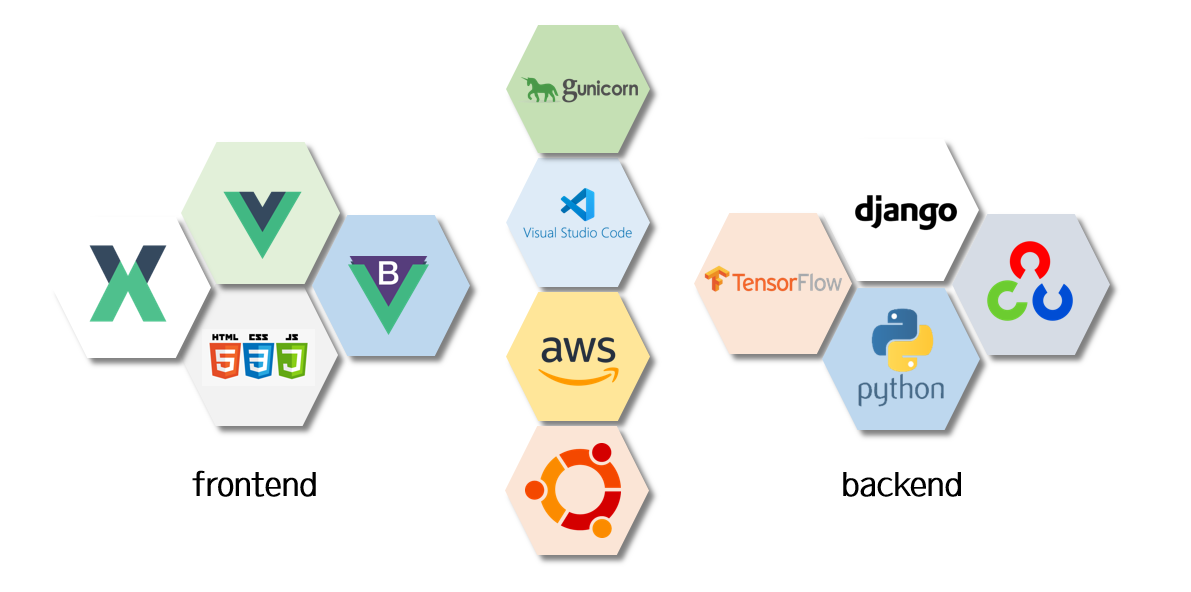 gunicorn
Visual Studio Code
aws
frontend
HTML CSS JS
5 3 J
B
TensorFlow
django
python
backend